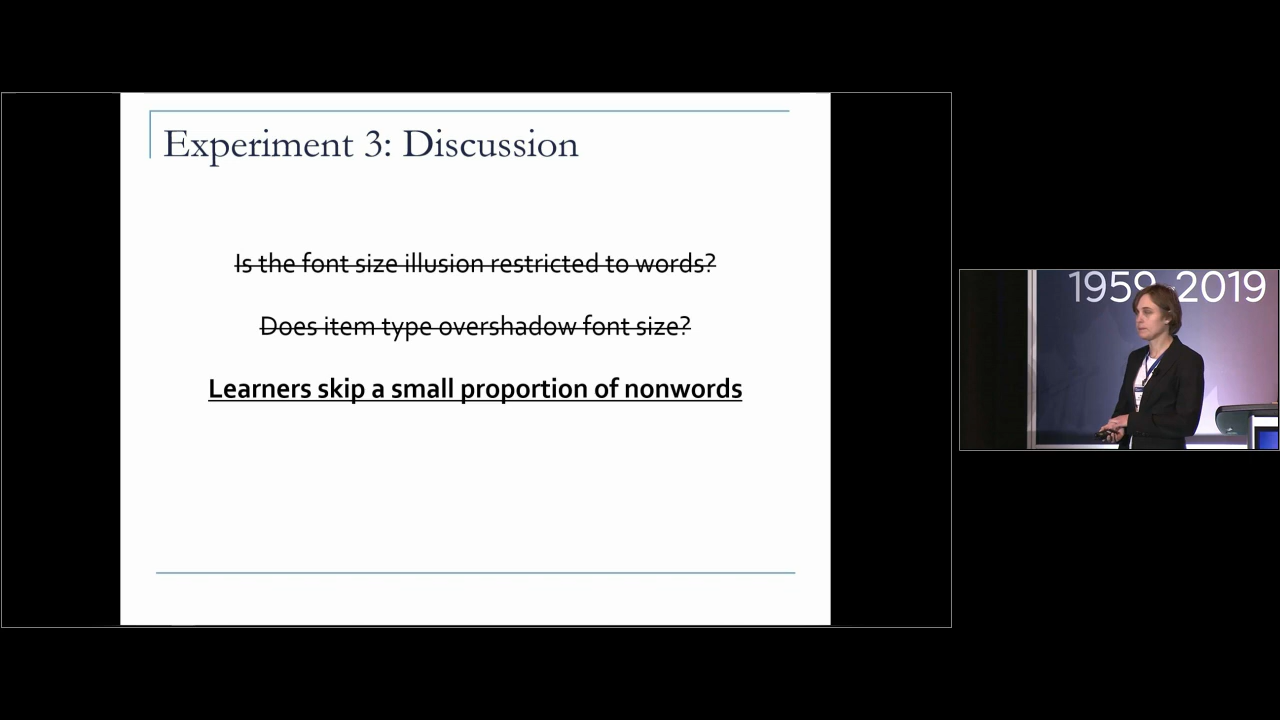 Experiment 3: Discussion
Is the font size illusion restricted to words?
Does item type overshadow font size?
Learners skip a small proportion of nonwords
1959-2019